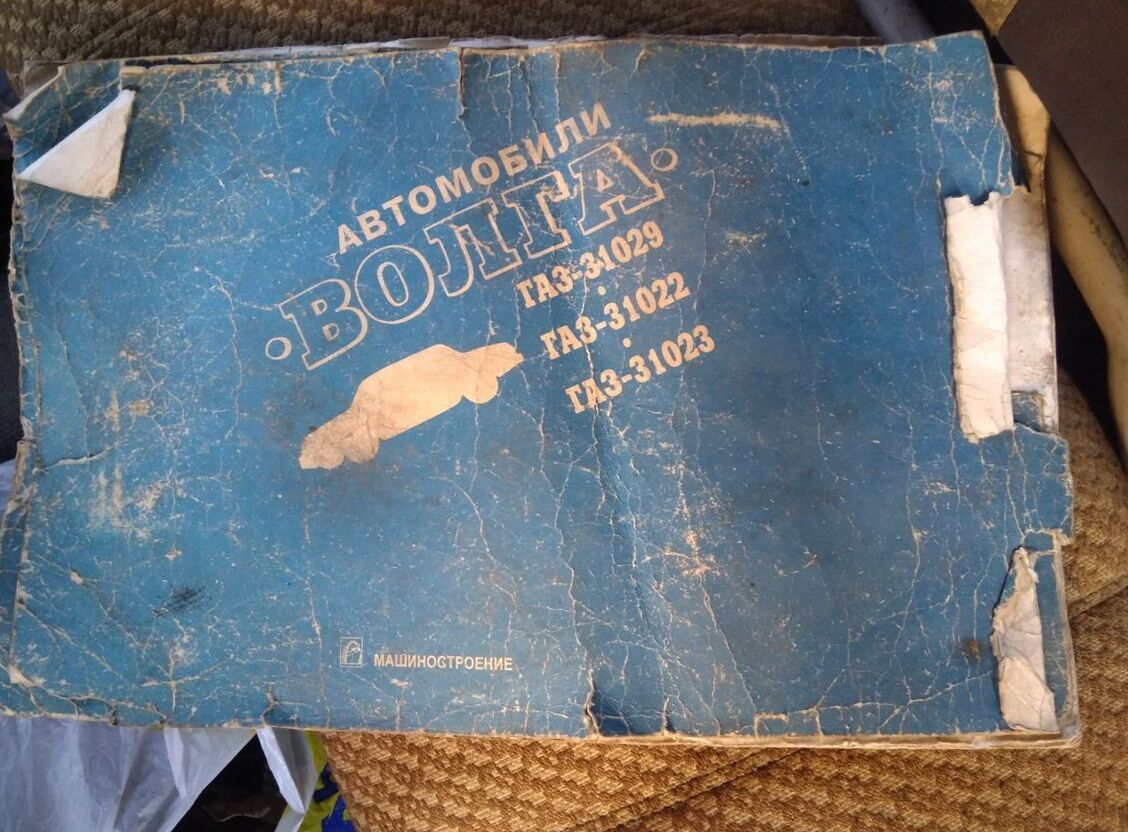 АВТОМОБИЛИ
ВОЛГА
ГАЗ-31029
ГАЗ-31022
ГАЗ-31023
МАШИНОСТРОЕНИЕ